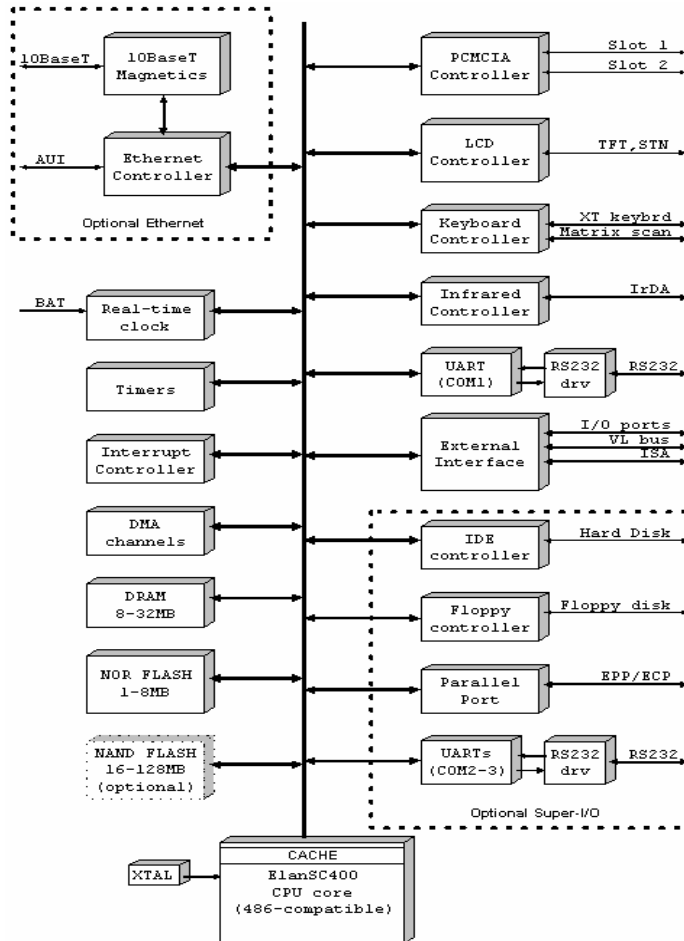 10BaseT
10BaseT
Magnetics
AUI
Ethernet
Controller
Optional Ethernet
BAT
Real-time
clock
Timers
Interrupt
Controller
DMA
channels
DRAM
8-32MB
NOR FLASH
1-8MB
NAND FLASH
16-128MB
(optional)
PCMCIA
Controller
Slot 1
Slot 2
LCD
Controller
TFT,STN
Keyboard
Controller
XT keybrd
Matrix scan
Infrared
Controller
IrDA
UART
(COM1)
RS232
drv
RS232
External
Interface
I/O ports
VL bus
ISA
IDE
controller
Hard Disk
Floppy
controller
Floppy disk
Parallel
Port
EPP/ECP
UARTs
(COM2-3)
RS232
drv
RS232
Optional Super-I/O
XTAL
CACHE
ElanSC400
CPU core
(486-compatible)